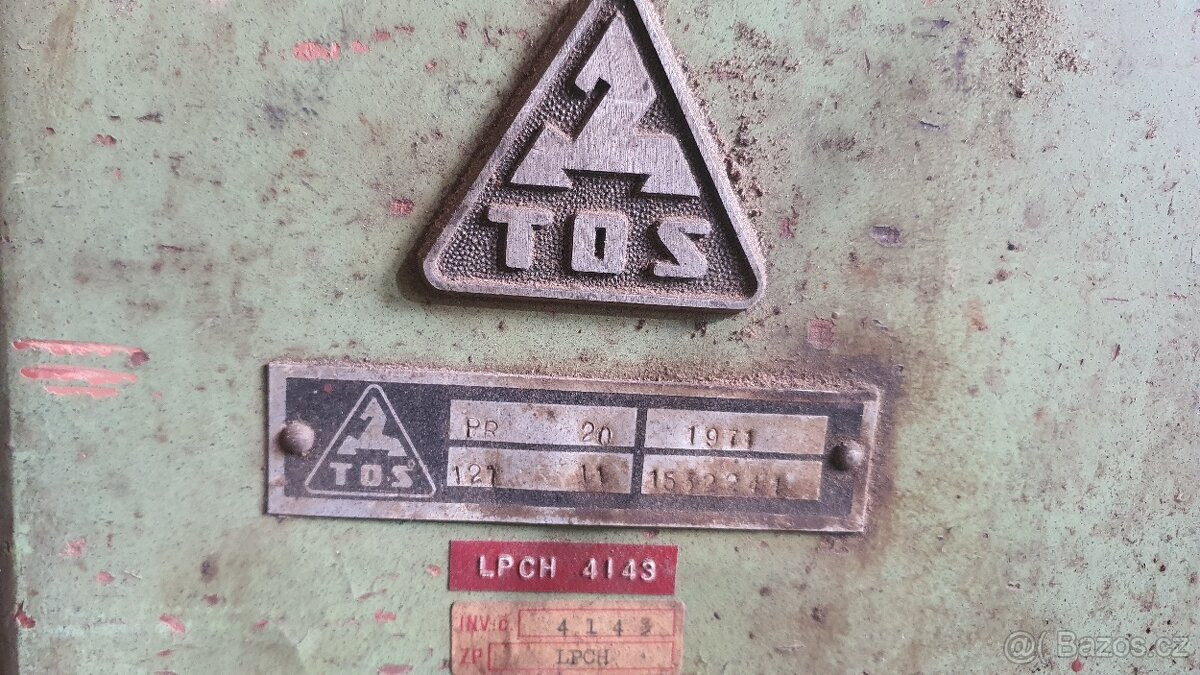 TOS
TOS
PR 20 1971
121 11
LPCH 4143
INV.Č. 4143
ZP LPCH
@( Bazos.cz